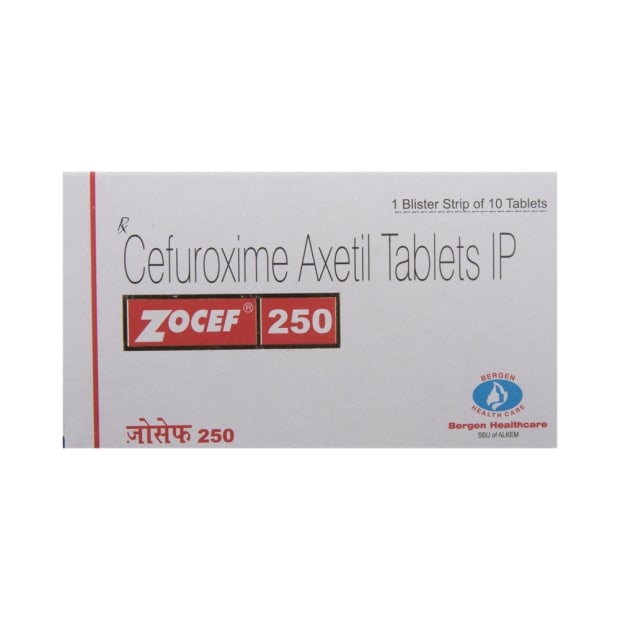 1 Blister Strip of 10 Tablets
℞
Cefuroxime Axetil Tablets IP
ZOCEF® 250
ज़ोसेफ 250
BERGEN
HEALTH CARE
Bergen Healthcare
SBU of ALKEM